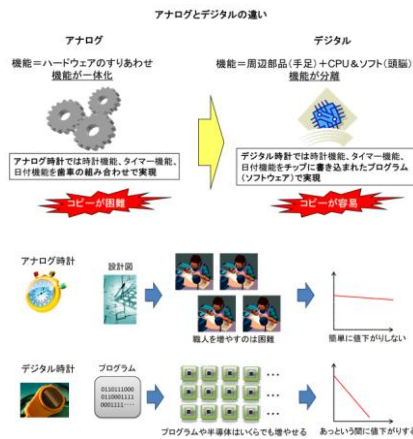 アナログとデジタルの違い
アナログ
機能=ハードウェアのすりあわせ
機能が一体化
アナログ時計では時計機能、タイマー機能、
日付機能を歯車の組み合わせで実現
コピーが困難
デジタル
機能=周辺部品(手足)+CPU&ソフト(頭脳)
機能が分離
デジタル時計では時計機能、タイマー機能、
日付機能をチップに書き込まれたプログラム
(ソフトウェア)で実現
コピーが容易
アナログ時計
設計図
職人を増やすのは困難
簡単に値下がりしない
デジタル時計
プログラム
0110111000
0110001111
0001111……
プログラムや半導体はいくらでも増やせる
あっという間に値下がりする